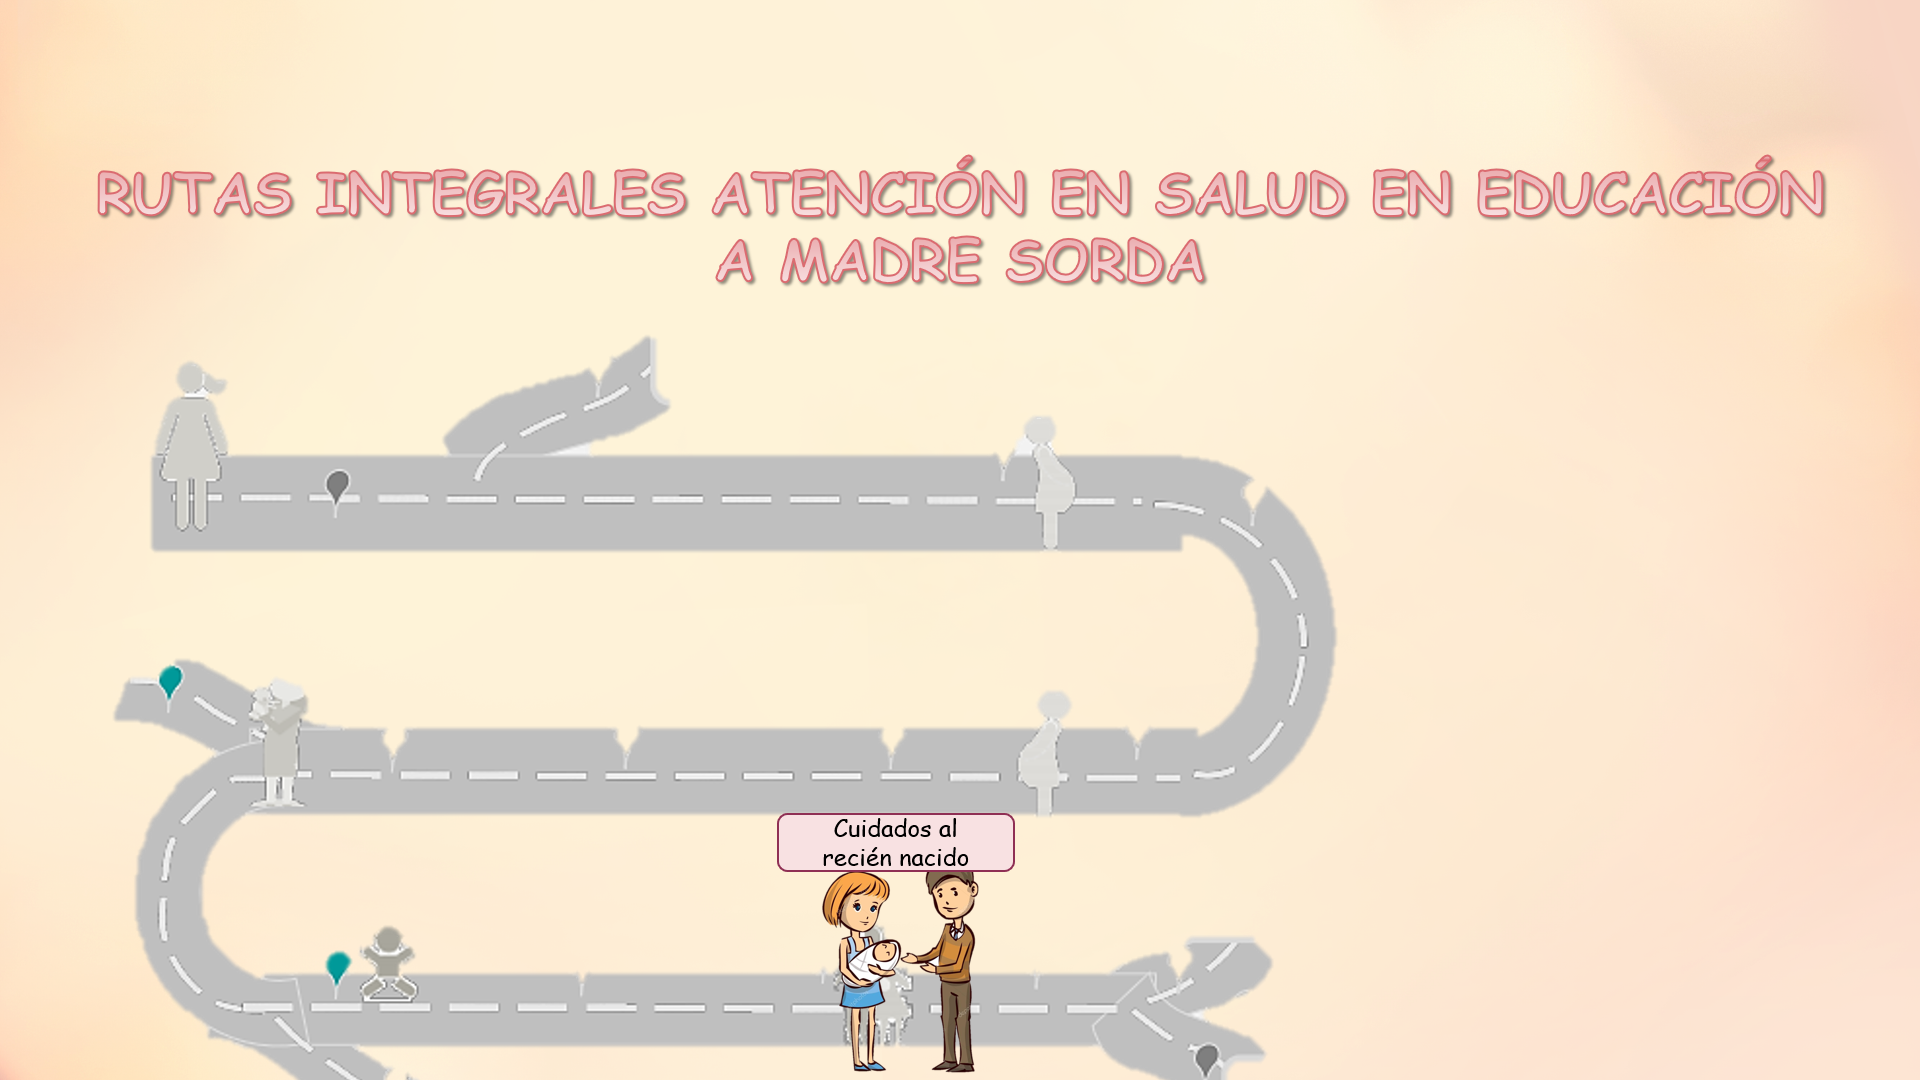 RUTAS INTEGRALES ATENCIÓN EN SALUD EN EDUCACIÓN
A MADRE SORDA
Cuidados al
recién nacido